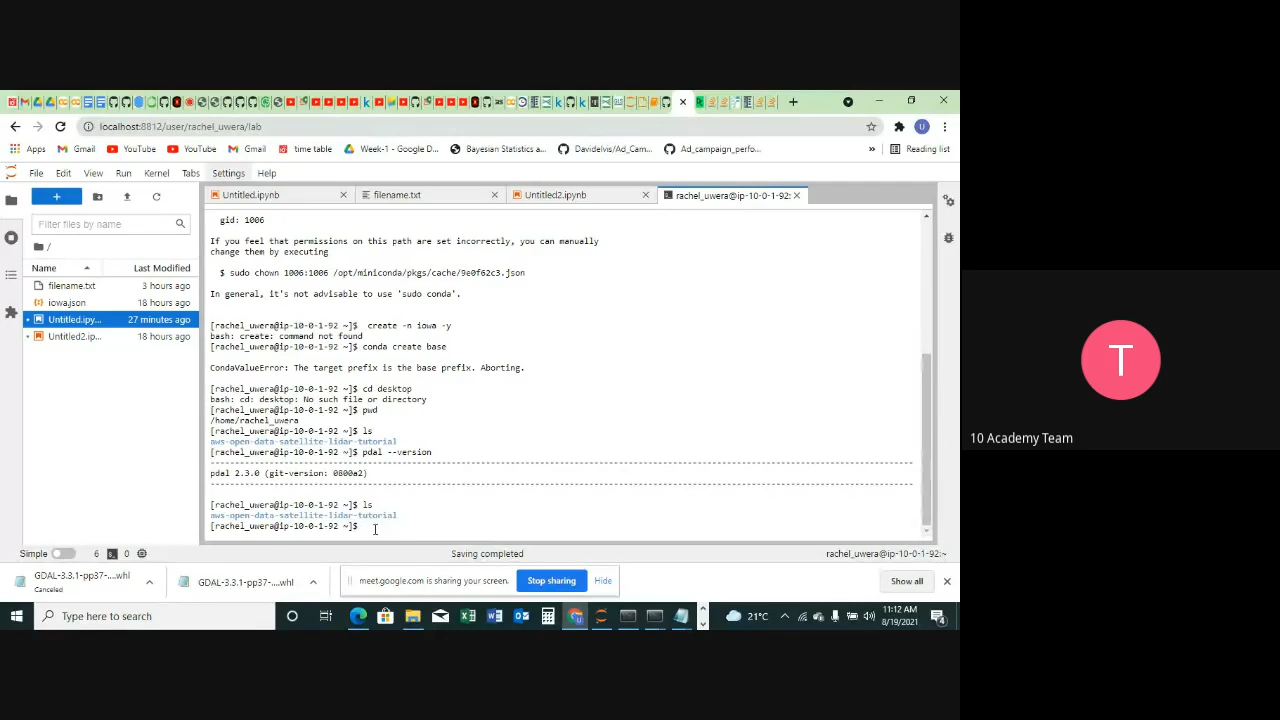 localhost:8812/user/rachel_uwera/lab
Apps Gmail YouTube YouTube Gmail time table Week-1 - Google D... Bayesian Statistics a... Davidelvis/Ad_Cam... Ad_campaign_perfo... » Reading list
File Edit View Run Kernel Tabs Settings Help
Untitled.ipynb filename.txt Untitled2.ipynb rachel_uwera@ip-10-0-1-92:
Filter files by name
/
Name Last Modified
filename.txt 3 hours ago
iowa.json 18 hours ago
Untitled.ipy... 27 minutes ago
Untitled2.ip... 18 hours ago
gid: 1006
If you feel that permissions on this path are set incorrectly, you can manually
change them by executing
$ sudo chown 1006:1006 /opt/miniconda/pkgs/cache/9e0f62c3.json
In general, it's not advisable to use 'sudo conda'.
[rachel_uwera@ip-10-0-1-92 ~]$ create -n iowa -y
bash: create: command not found
[rachel_uwera@ip-10-0-1-92 ~]$ conda create base
CondaValueError: The target prefix is the base prefix. Aborting.
[rachel_uwera@ip-10-0-1-92 ~]$ cd desktop
bash: cd: desktop: No such file or directory
[rachel_uwera@ip-10-0-1-92 ~]$ pwd
/home/rachel_uwera
[rachel_uwera@ip-10-0-1-92 ~]$ ls
aws-open-data-satellite-lidar-tutorial
[rachel_uwera@ip-10-0-1-92 ~]$ pdal --version
pdal 2.3.0 (git-version: 0800a2)
[rachel_uwera@ip-10-0-1-92 ~]$ ls
aws-open-data-satellite-lidar-tutorial
[rachel_uwera@ip-10-0-1-92 ~]$
Simple 6 0 Saving completed rachel_uwera@ip-10-0-1-92:~
GDAL-3.3.1-pp37-....whl
Canceled
GDAL-3.3.1-pp37-....whl
meet.google.com is sharing your screen. Stop sharing Hide
Show all
Type here to search
21°C
11:12 AM
8/19/2021
4
U
T
10 Academy Team